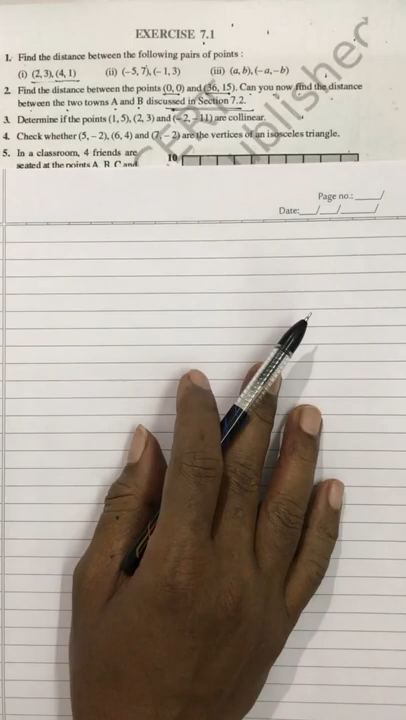 EXERCISE 7.1
1. Find the distance between the following pairs of points :
(i) (2, 3), (4, 1) (ii) (–5, 7), (– 1, 3) (iii) (a, b), (– a, – b)
2. Find the distance between the points (0, 0) and (36, 15). Can you now find the distance
between the two towns A and B discussed in Section 7.2.
3. Determine if the points (1, 5), (2, 3) and (– 2, – 11) are collinear.
4. Check whether (5, – 2), (6, 4) and (7, – 2) are the vertices of an isosceles triangle.
5. In a classroom, 4 friends are 10
seated at the points A, B, C and
Page no.:
Date: